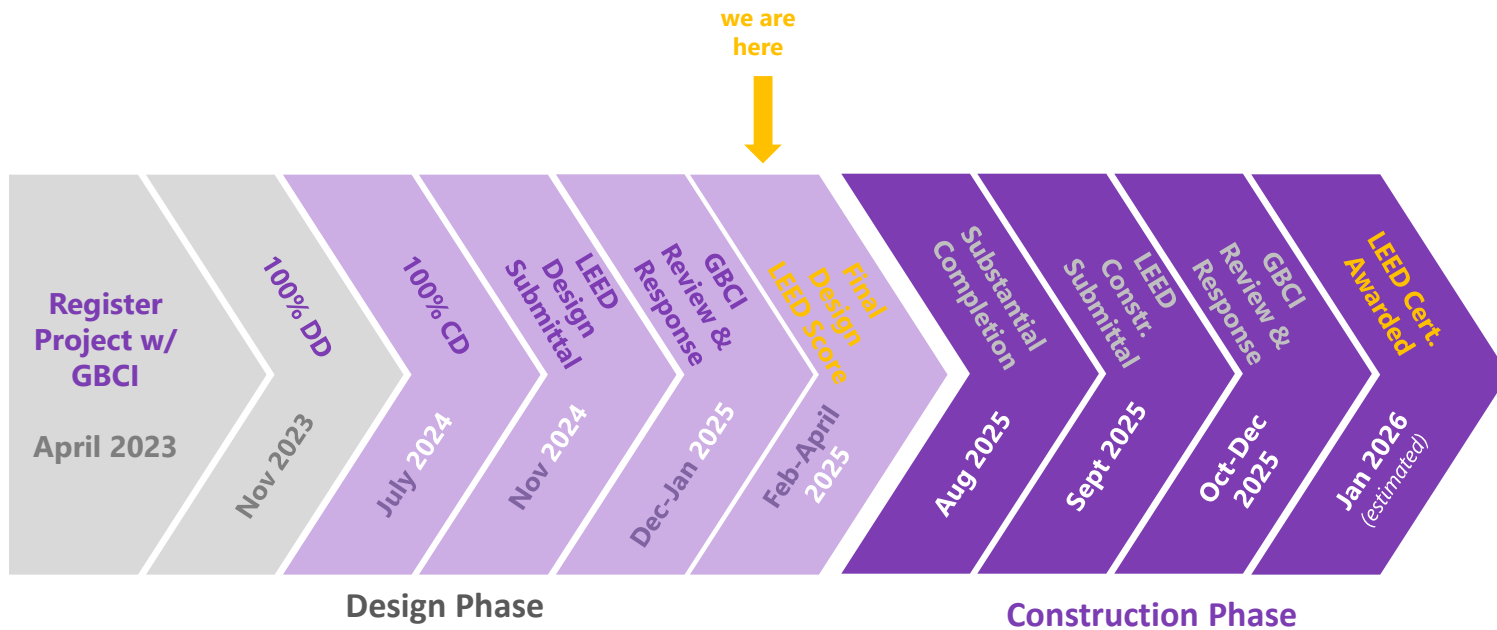 we are
here
Register
Project w/
GBCI
April 2023
100% DD
Nov 2023
100% CD
July 2024
LEED
Design
Submittal
Nov 2024
GBCI
Review &
Response
Dec-Jan 2025
Final
Design
LEED Score
Feb-April
2025
Substantial
Completion
Aug 2025
LEED
Constr.
Submittal
Sept 2025
GBCI
Review &
Response
Oct-Dec
2025
LEED Cert.
Awarded
Jan 2026
(estimated)
Design Phase
Construction Phase